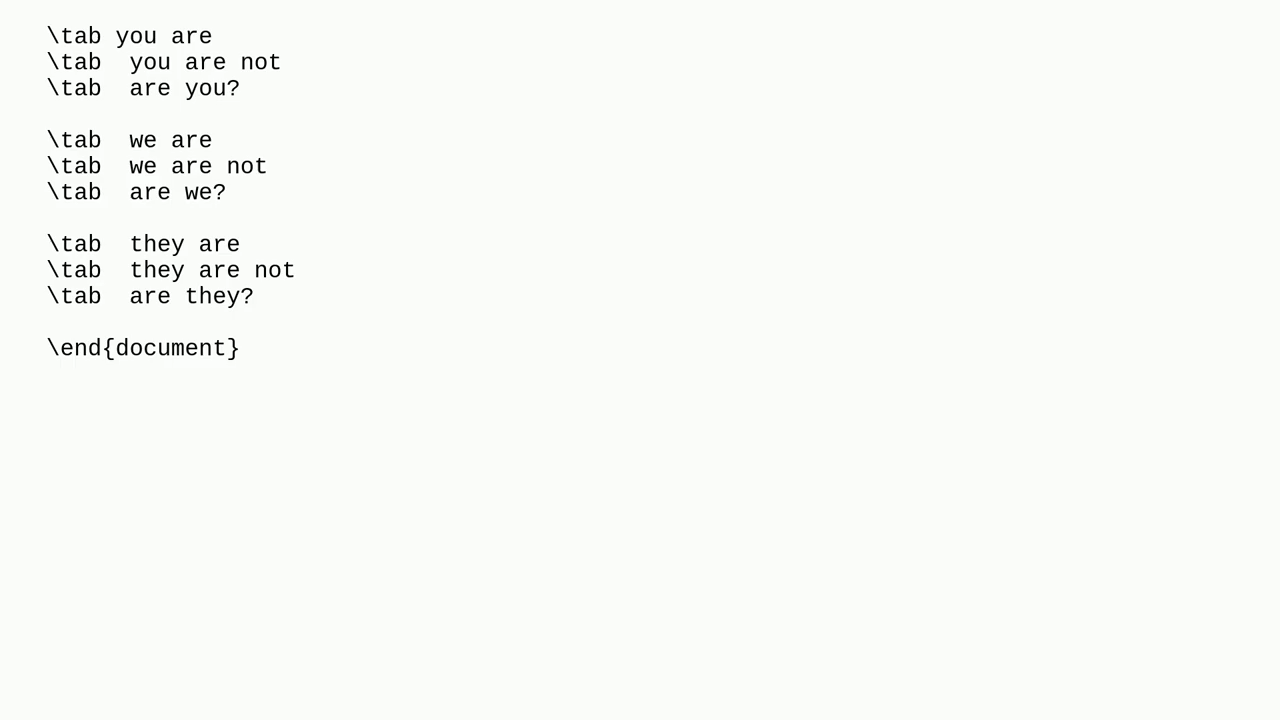 \tab you are
\tab  you are not
\tab  are you?
\tab  we are
\tab  we are not
\tab  are we?
\tab  they are
\tab  they are not
\tab  are they?
\end{document}